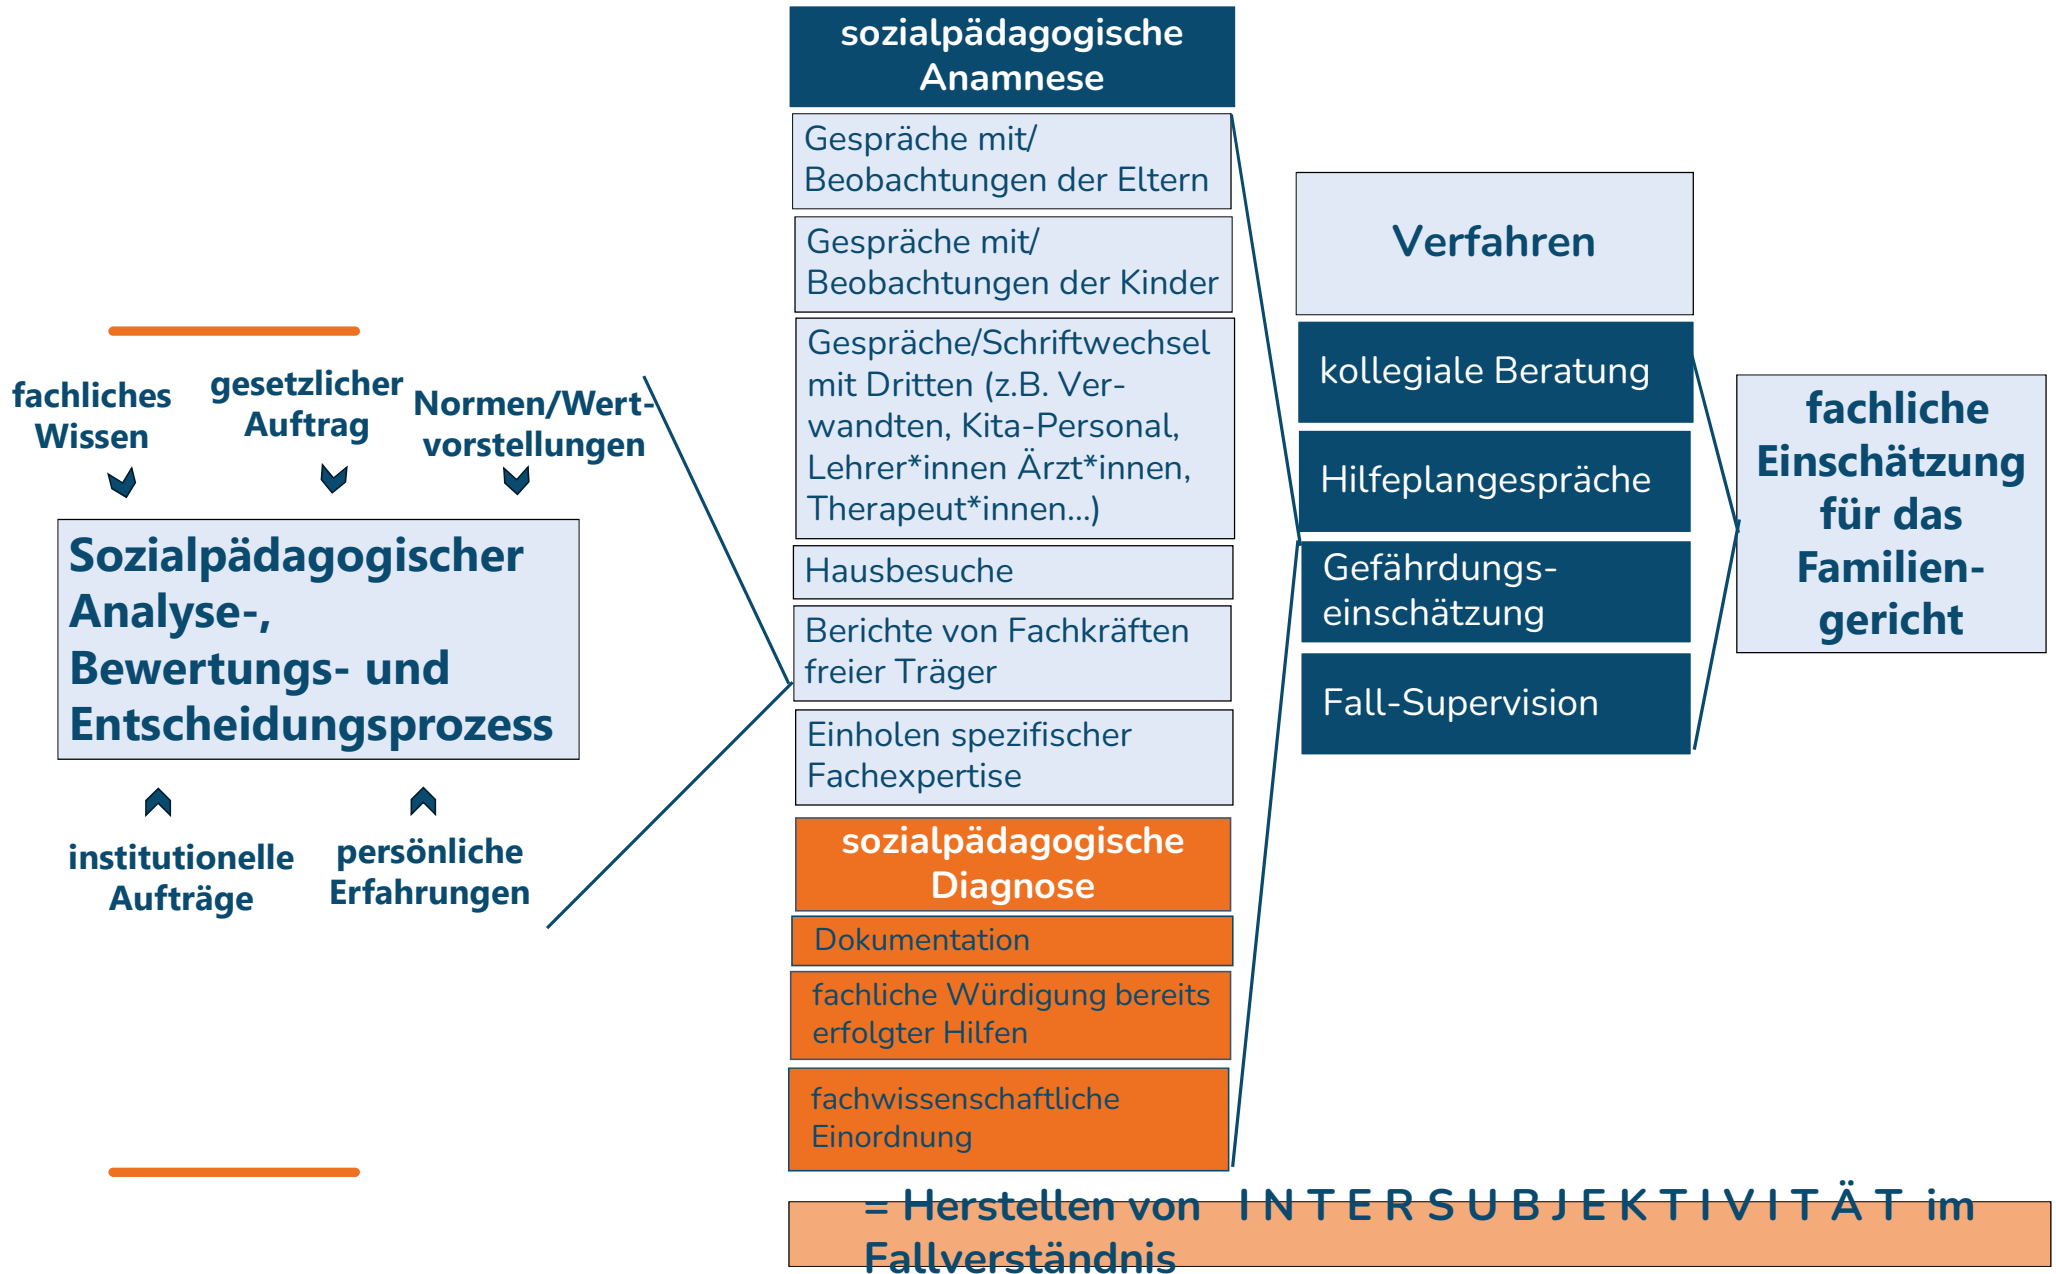 fachliches
Wissen
gesetzlicher
Auftrag
Normen/Wert-
vorstellungen
Sozialpädagogischer
Analyse-,
Bewertungs- und
Entscheidungsprozess
institutionelle
Aufträge
persönliche
Erfahrungen
sozialpädagogische
Anamnese
Gespräche mit/
Beobachtungen der Eltern
Gespräche mit/
Beobachtungen der Kinder
Gespräche/Schriftwechsel
mit Dritten (z.B. Ver-
wandten, Kita-Personal,
Lehrer*innen Ärzt*innen,
Therapeut*innen...)
Hausbesuche
Berichte von Fachkräften
freier Träger
Einholen spezifischer
Fachexpertise
sozialpädagogische
Diagnose
Dokumentation
fachliche Würdigung bereits
erfolgter Hilfen
fachwissenschaftliche
Einordnung
Verfahren
kollegiale Beratung
Hilfeplangespräche
Gefährdungs-
einschätzung
Fall-Supervision
fachliche
Einschätzung
für das
Familien-
gericht
= Herstellen von I N T E R S U B J E K T I V I T Ä T im
Fallverständnis